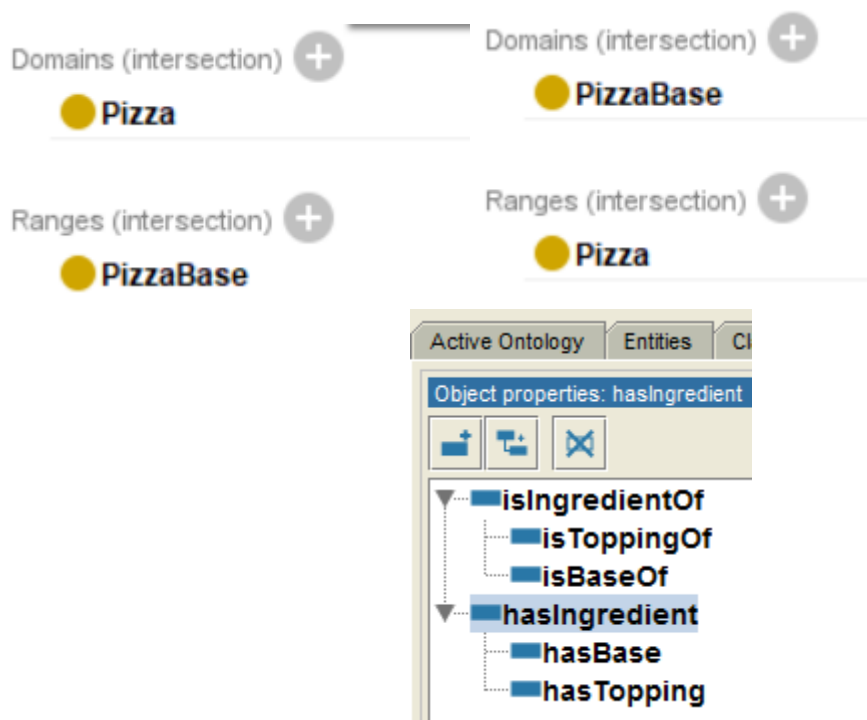 Domains (intersection)
Pizza
Ranges (intersection)
PizzaBase
Domains (intersection)
PizzaBase
Ranges (intersection)
Pizza
Active Ontology Entities Cl
Object properties: hasIngredient
isIngredientOf
isToppingOf
isBaseOf
hasIngredient
hasBase
hasTopping